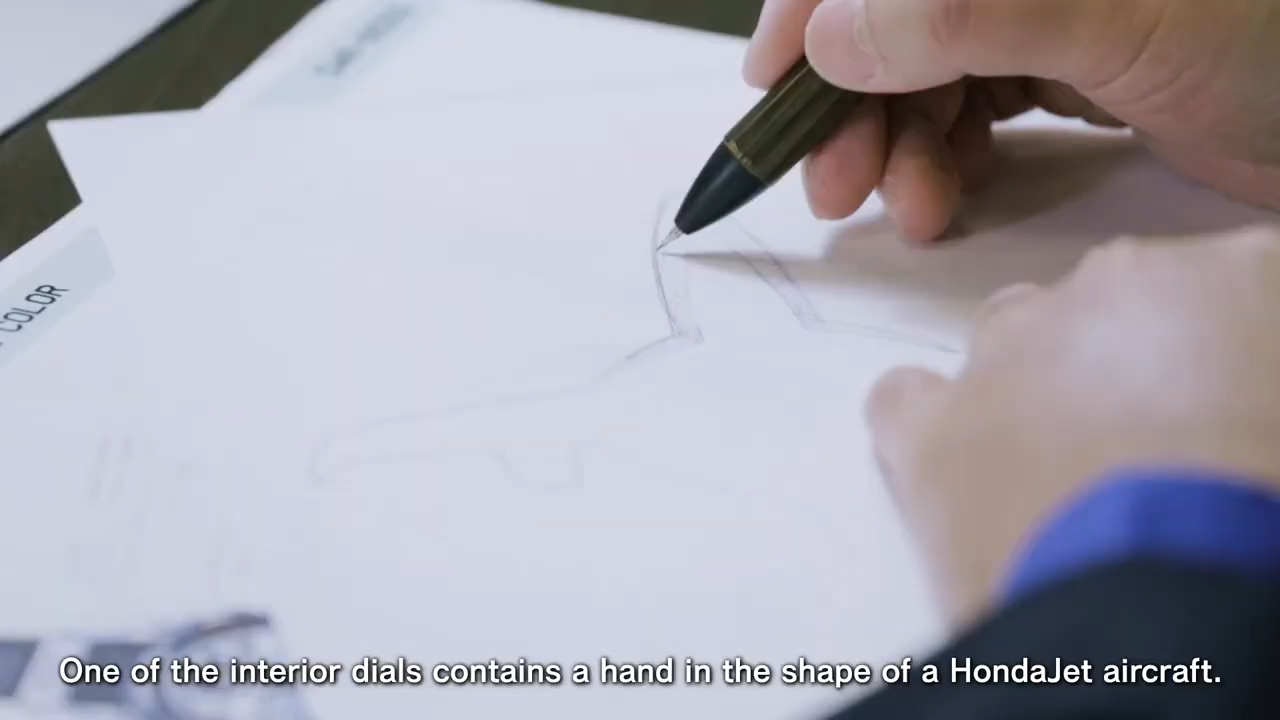 COLOR
One of the interior dials contains a hand in the shape of a HondaJet aircraft.